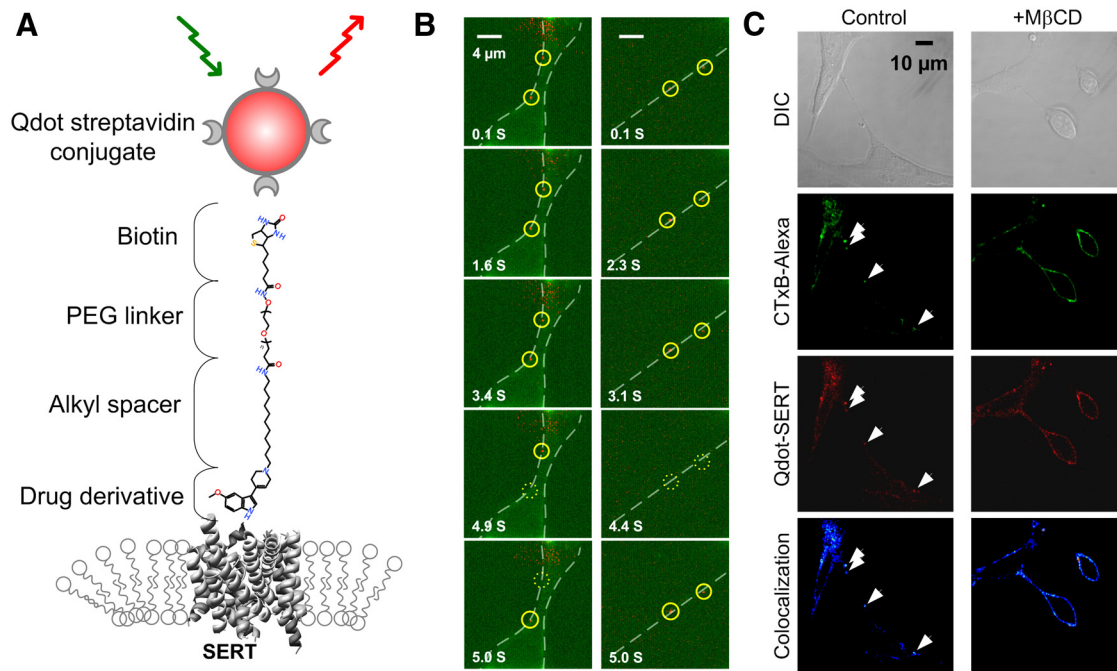 A
Qdot streptavidin
conjugate
Biotin
PEG linker
Alkyl spacer
Drug derivative
SERT
B
4 µm
0.1 S
0.1 S
1.6 S
2.3 S
3.4 S
3.1 S
4.9 S
4.4 S
5.0 S
5.0 S
C
Control
+MβCD
10 µm
DIC
CTxB-Alexa
Qdot-SERT
Colocalization